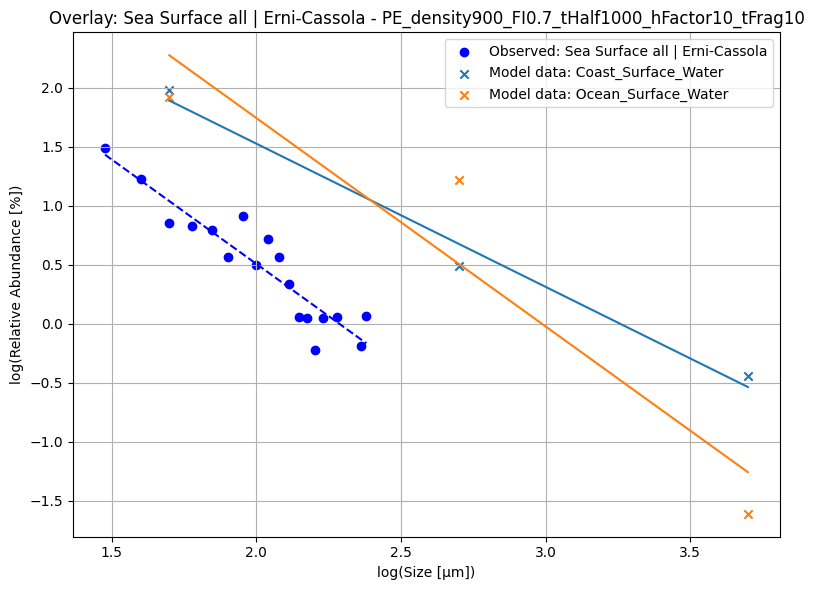 Overlay: Sea Surface all | Erni-Cassola - PE_density900_FI0.7_tHalf1000_hFactor10_tFrag10
Observed: Sea Surface all | Erni-Cassola
Model data: Coast_Surface_Water
Model data: Ocean_Surface_Water
log(Relative Abundance [%])
2.0
1.5
1.0
0.5
0.0
−0.5
−1.0
−1.5
1.5 2.0 2.5 3.0 3.5
log(Size [μm])